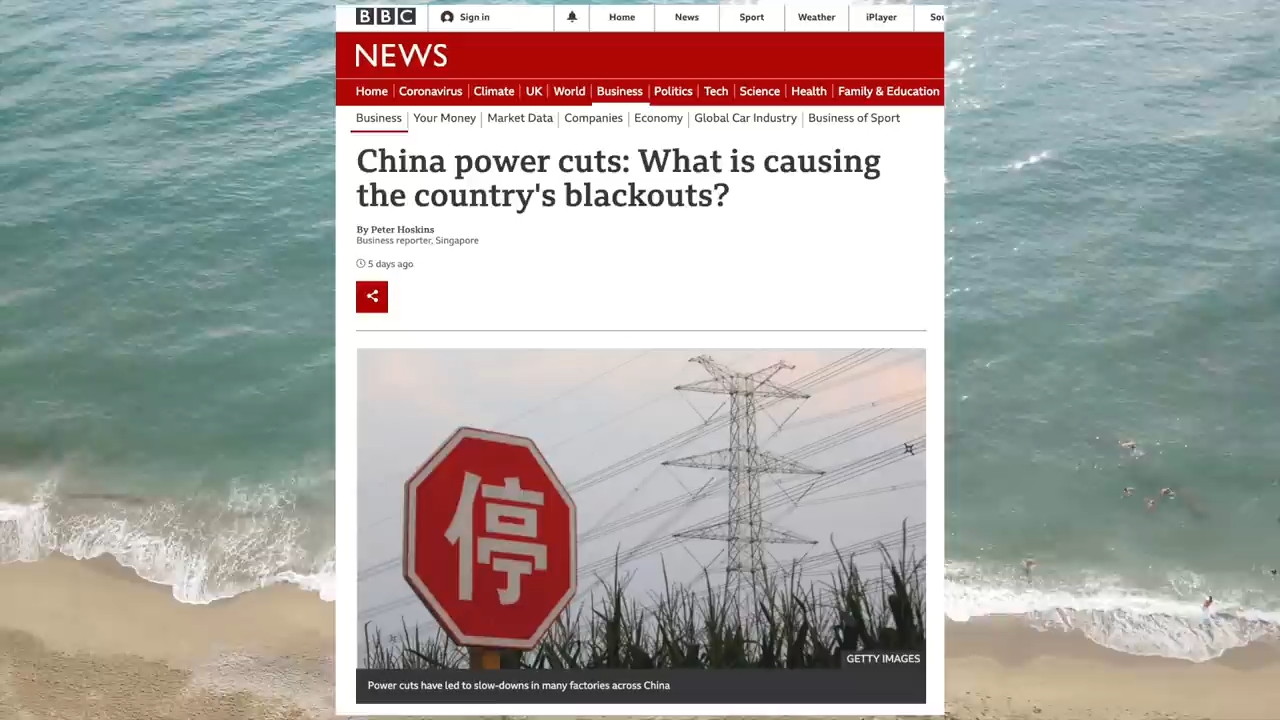 BBC Sign in Home News Sport Weather iPlayer Sou
NEWS
Home Coronavirus Climate UK World Business Politics Tech Science Health Family & Education
Business Your Money Market Data Companies Economy Global Car Industry Business of Sport
China power cuts: What is causing
the country's blackouts?
By Peter Hoskins
Business reporter, Singapore
5 days ago
停
GETTY IMAGES
Power cuts have led to slow-downs in many factories across China